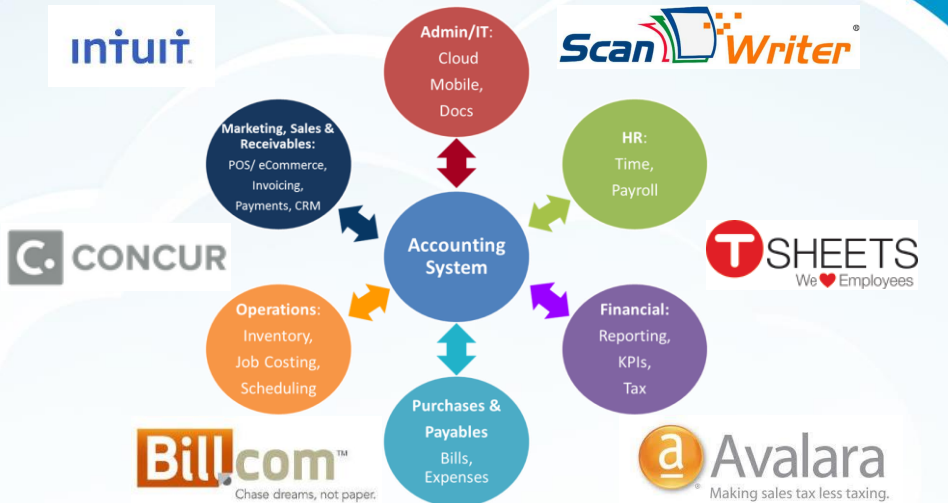 intuit.
Admin/IT:
Cloud
Mobile,
Docs
Scan Writer®
Marketing, Sales &
Receivables:
POS/ eCommerce,
Invoicing,
Payments, CRM
HR:
Time,
Payroll
C. CONCUR
Accounting
System
T SHEETS
We ❤ Employees
Operations:
Inventory,
Job Costing,
Scheduling
Financial:
Reporting,
KPIs,
Tax
Purchases &
Payables
Bills,
Expenses
Bill.com™
Chase dreams, not paper.
a Avalara
Making sales tax less taxing.